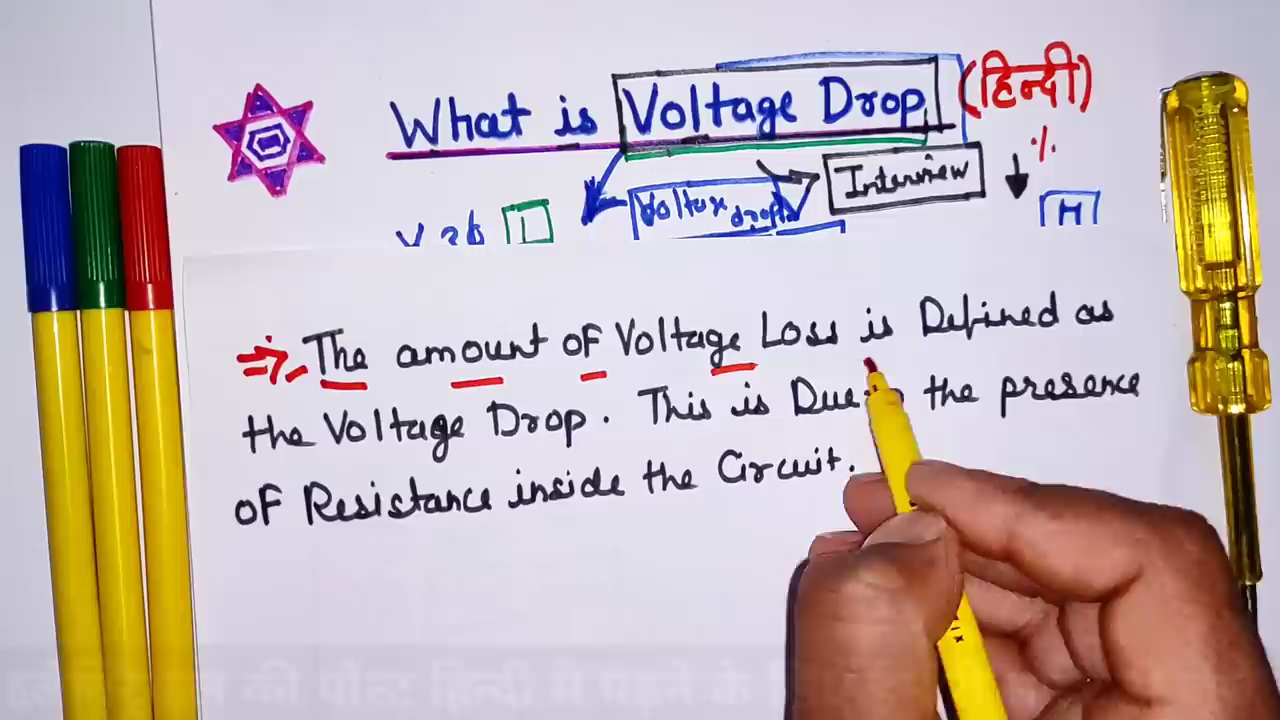 What is Voltage Drop (हिन्दी)
%
Interview
drop
M
The amount of Voltage Loss is Defined as
the Voltage Drop. This is Due the presence
of Resistance inside the Circuit.